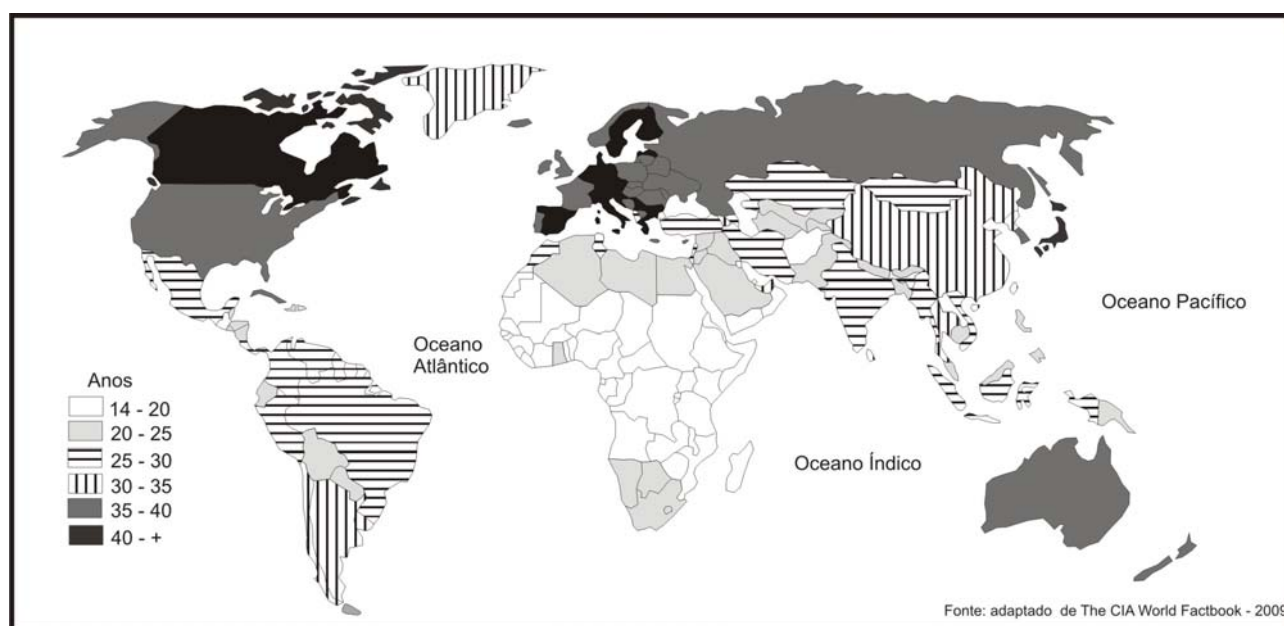 Oceano Pacífico
Oceano
Atlântico
Anos
14 - 20
20 - 25
25 - 30
30 - 35
35 - 40
40 - +
Oceano Índico
Fonte: adaptado de The CIA World Factbook - 2009